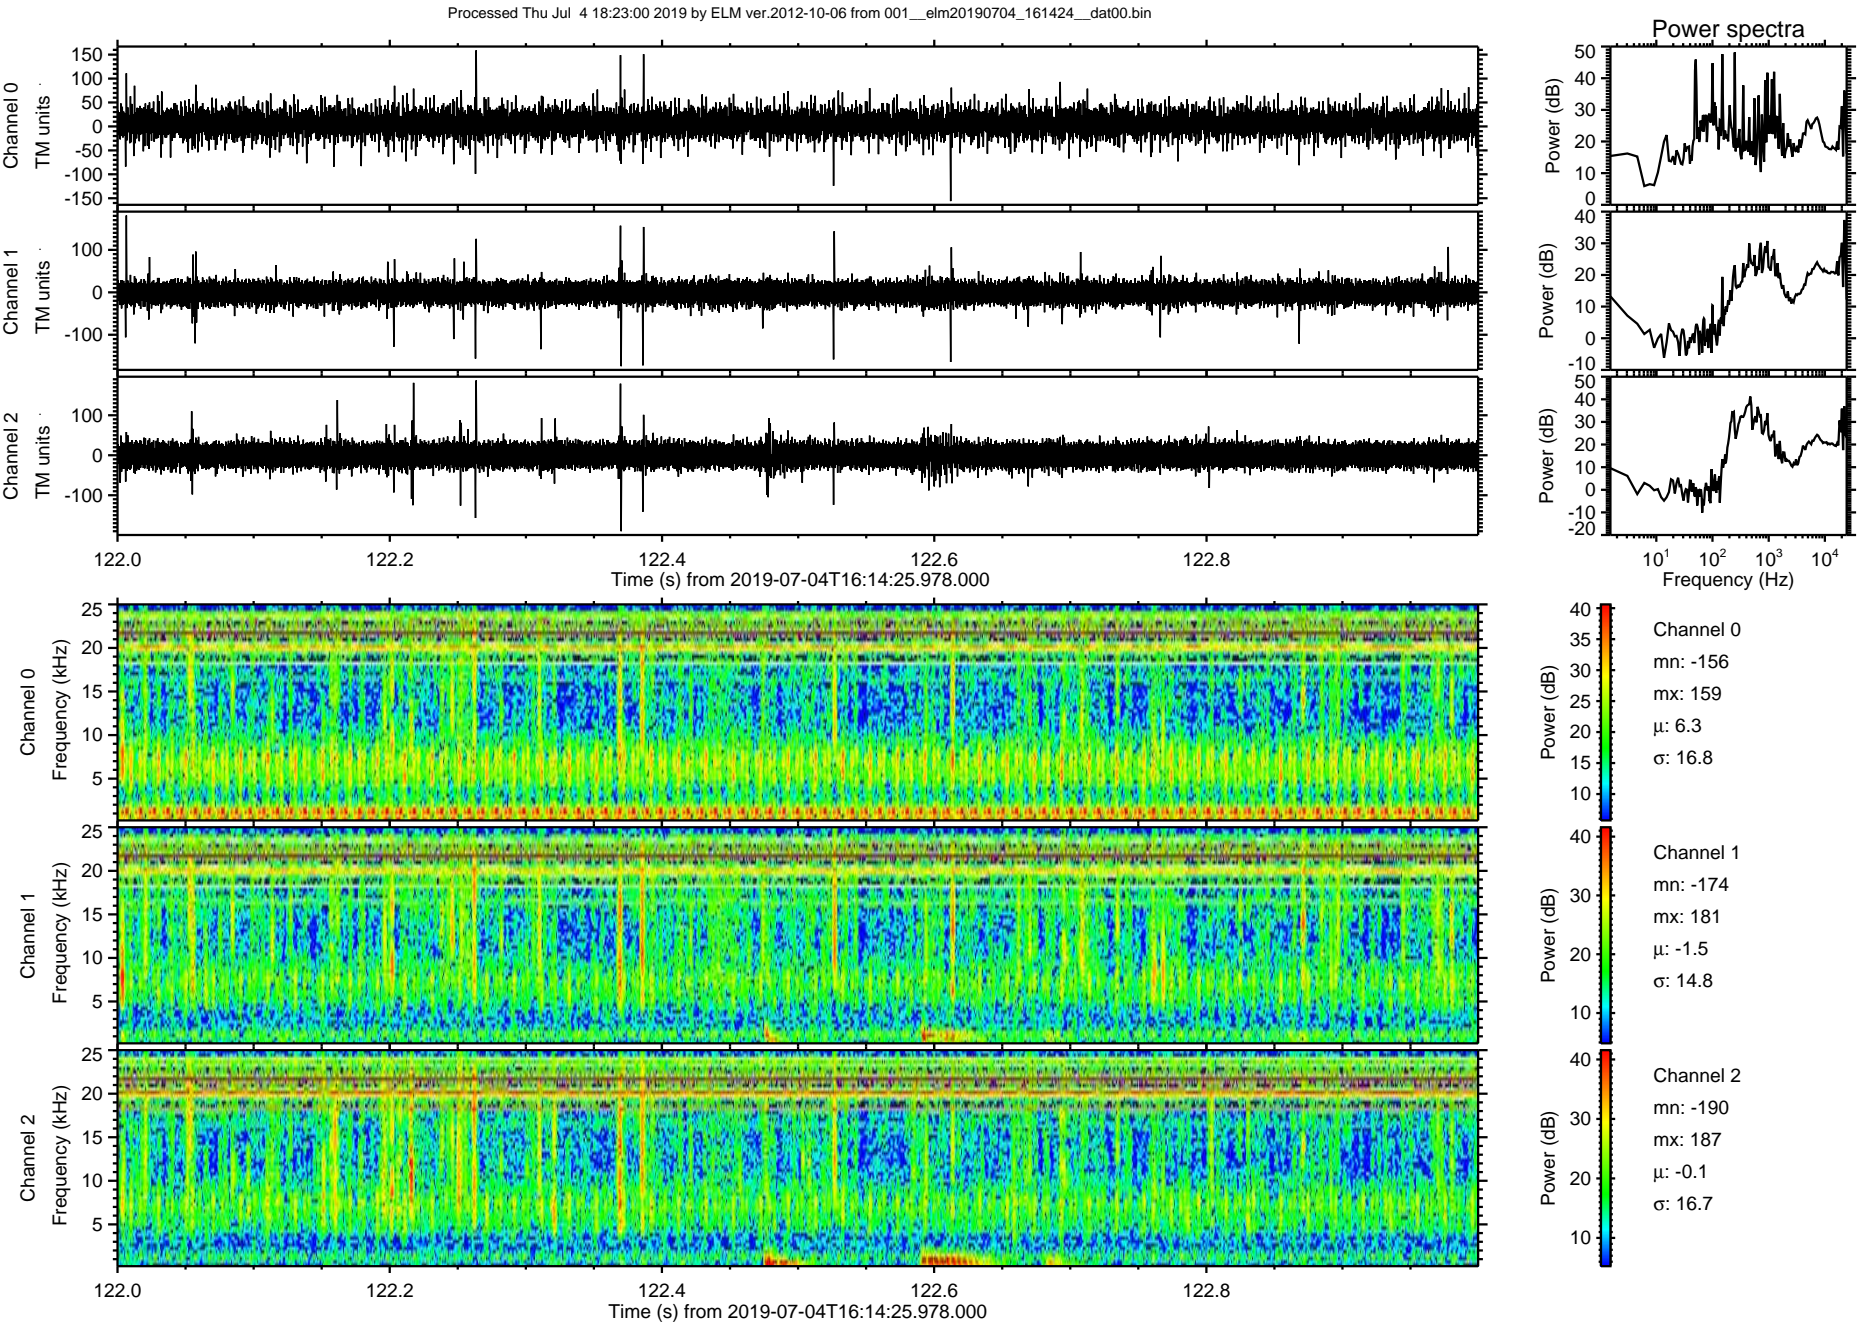 Processed Thu Jul  4 18:23:00 2019 by ELM ver.2012-10-06 from 001__elm20190704_161424__dat00.bin
Power spectra
Channel 0
TM units
150
100
50
0
-50
-100
-150
Power (dB)
50
40
30
20
10
0
Channel 1
TM units
100
0
-100
Power (dB)
40
30
20
10
0
-10
Channel 2
TM units
100
0
-100
Power (dB)
50
40
30
20
10
0
-10
-20
122.0 122.2 122.4 122.6 122.8
Time (s) from 2019-07-04T16:14:25.978.000
10¹ 10² 10³ 10⁴
Frequency (Hz)
Channel 0
Frequency (kHz)
25
20
15
10
5
Power (dB)
40
35
30
25
20
15
10
Channel 0
mn: -156
mx: 159
μ: 6.3
σ: 16.8
Channel 1
Frequency (kHz)
25
20
15
10
5
Power (dB)
40
30
20
10
Channel 1
mn: -174
mx: 181
μ: -1.5
σ: 14.8
Channel 2
Frequency (kHz)
25
20
15
10
5
Power (dB)
40
30
20
10
Channel 2
mn: -190
mx: 187
μ: -0.1
σ: 16.7
122.0 122.2 122.4 122.6 122.8
Time (s) from 2019-07-04T16:14:25.978.000